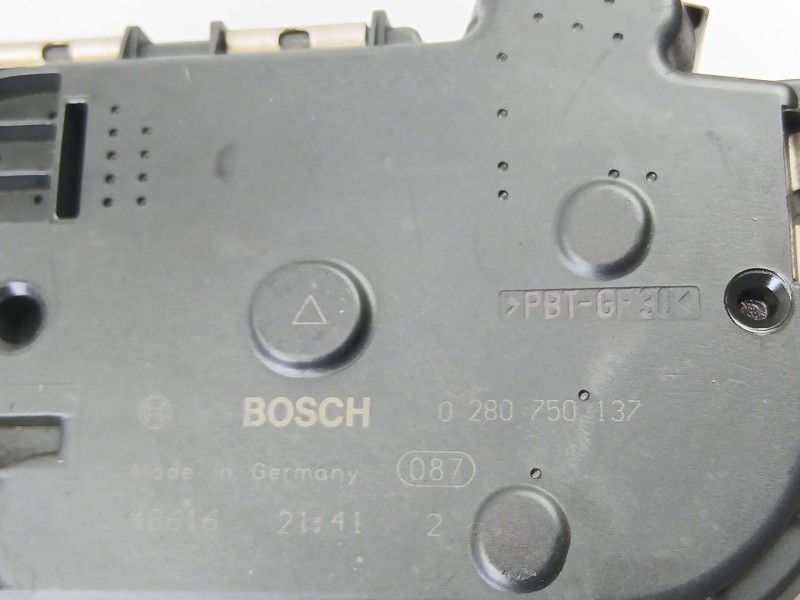 >PBT-GF30<
BOSCH 0 280 750 137
Made in Germany 087
48616 21:41 2